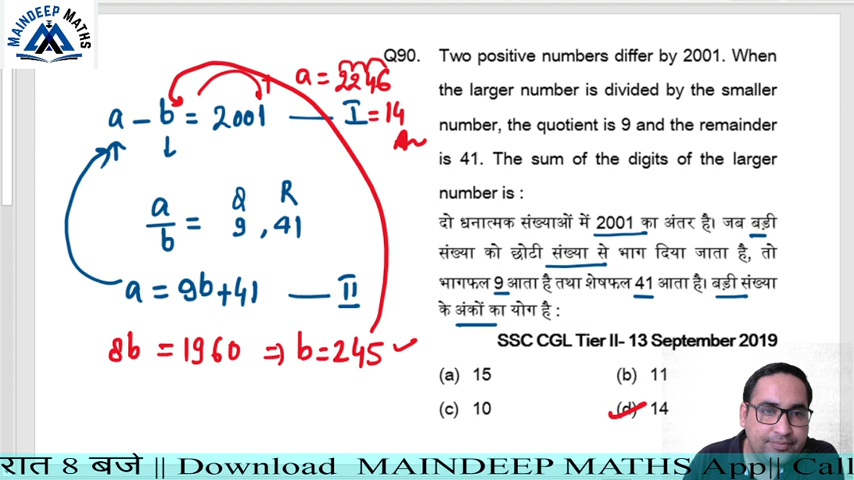 MAINDEEP MATHS
Q90. Two positive numbers differ by 2001. When
the larger number is divided by the smaller
number, the quotient is 9 and the remainder
is 41. The sum of the digits of the larger
number is :
दो धनात्मक संख्याओं में 2001 का अंतर है। जब बड़ी
संख्या को छोटी संख्या से भाग दिया जाता है, तो
भागफल 9 आता है तथा शेषफल 41 आता है। बड़ी संख्या
के अंकों का योग है :
SSC CGL Tier II- 13 September 2019
(a) 15 (b) 11
(c) 10 (d) 14
a = 2246
a - b = 2001 — I = 14
Ans
Q R
a/b = 9 , 41
a = 9b+41 — II
8b = 1960 ⇒ b = 245
रात 8 बजे || Download MAINDEEP MATHS App|| Call